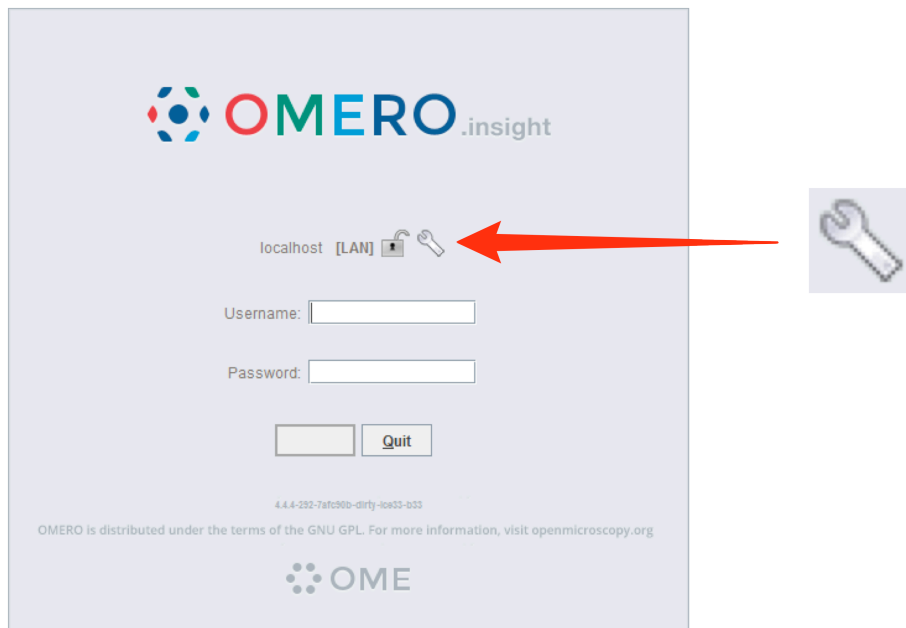 OMERO.insight
localhost [LAN]
Username:
Password:
Quit
4.4.4-292-7afc90b-dirty-ice33-b33
OMERO is distributed under the terms of the GNU GPL. For more information, visit openmicroscopy.org
OME